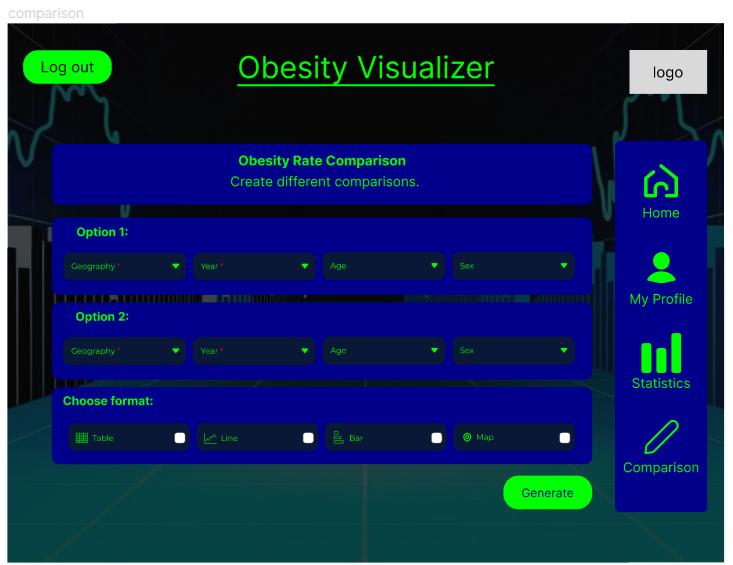 comparison
Log out
Obesity Visualizer
logo
Obesity Rate Comparison
Create different comparisons.
Option 1:
Geography * Year * Age Sex
Option 2:
Geography * Year * Age Sex
Choose format:
Table Line Bar Map
Generate
Home
My Profile
Statistics
Comparison